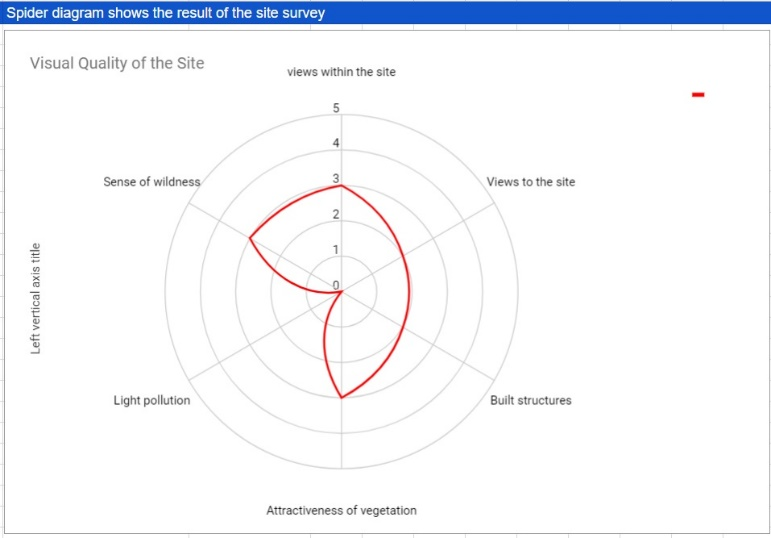 Spider diagram shows the result of the site survey
Visual Quality of the Site
views within the site
5
4
3
2
1
0
Sense of wildness
Views to the site
Left vertical axis title
Light pollution
Built structures
Attractiveness of vegetation